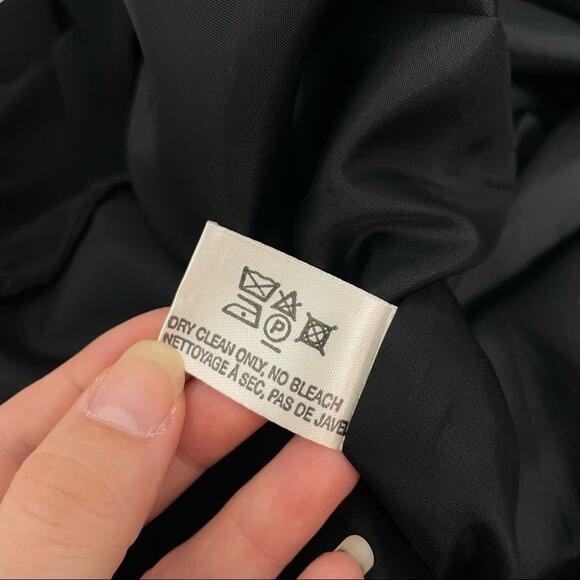 P
DRY CLEAN ONLY, NO BLEACH
NETTOYAGE À SEC, PAS DE JAVEL